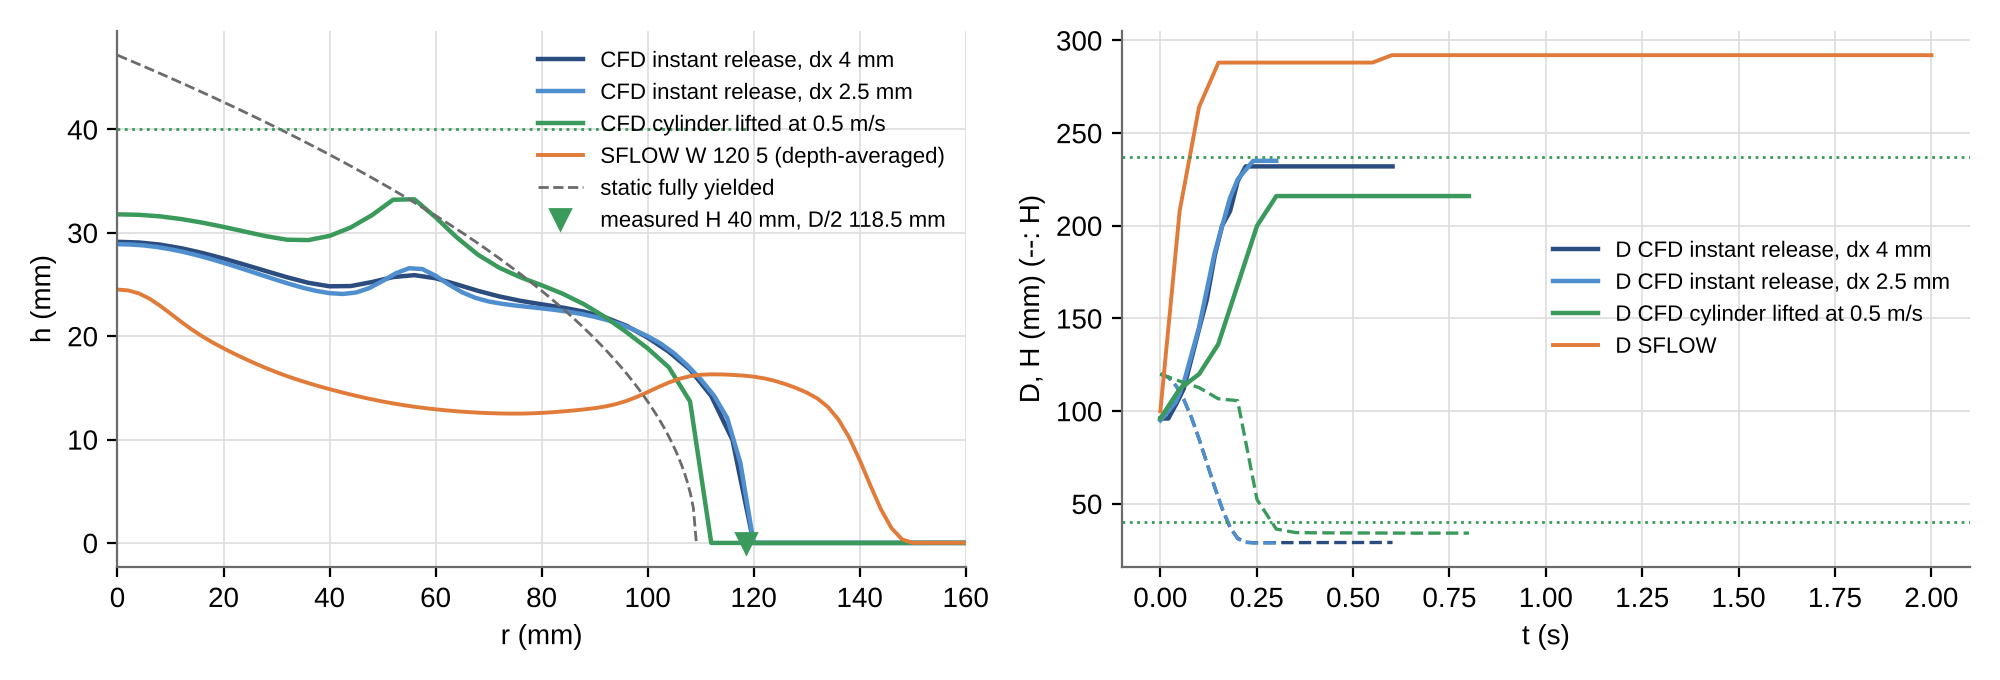 CFD instant release, dx 4 mm
CFD instant release, dx 2.5 mm
CFD cylinder lifted at 0.5 m/s
SFLOW W 120 5 (depth-averaged)
static fully yielded
measured H 40 mm, D/2 118.5 mm
40
30
20
10
0
h (mm)
0 20 40 60 80 100 120 140 160
r (mm)
300
250
200
150
100
50
D, H (mm) (--: H)
D CFD instant release, dx 4 mm
D CFD instant release, dx 2.5 mm
D CFD cylinder lifted at 0.5 m/s
D SFLOW
0.00 0.25 0.50 0.75 1.00 1.25 1.50 1.75 2.00
t (s)